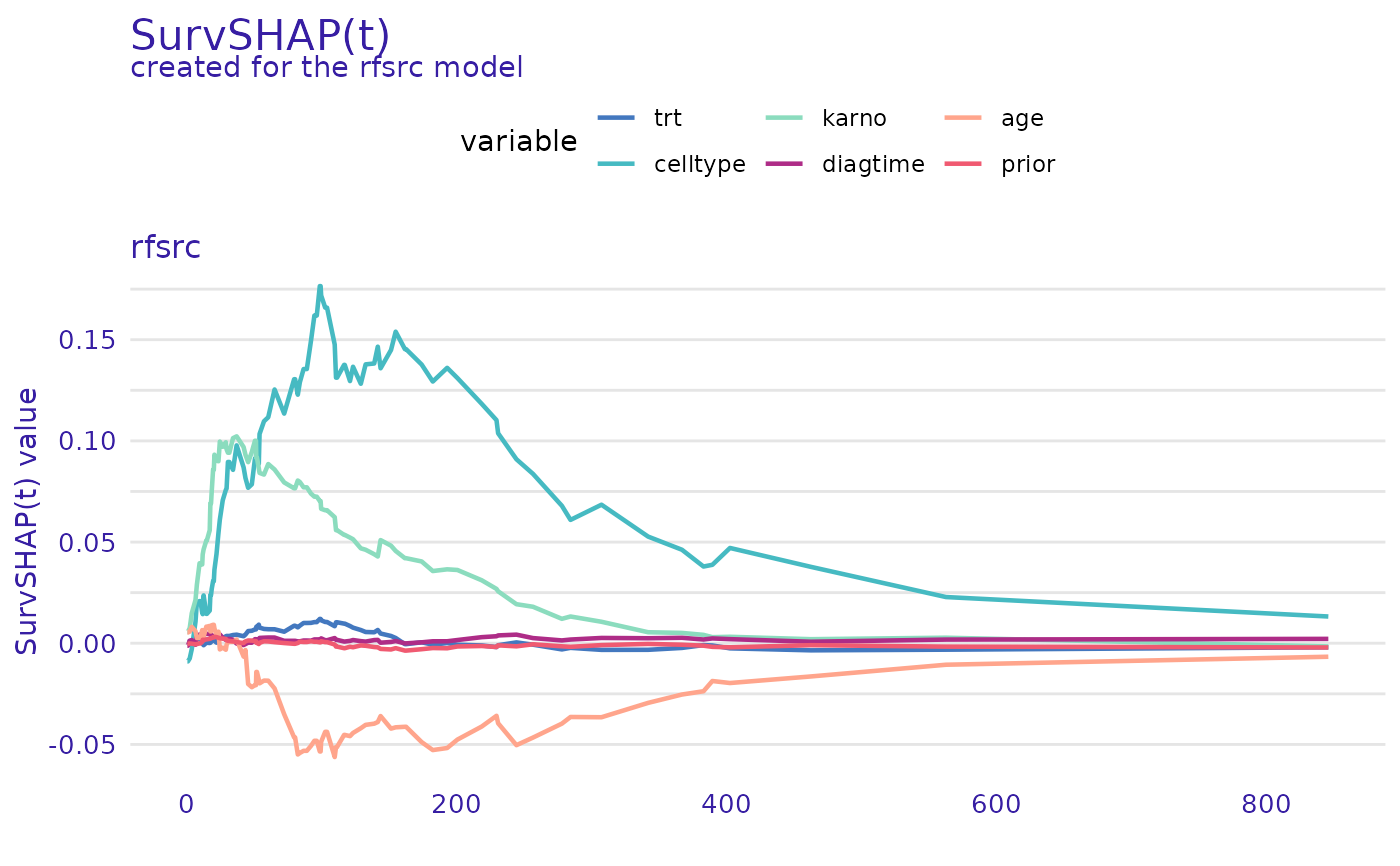 SurvSHAP(t)
created for the rfsrc model
variable
trt
karno
age
celltype
diagtime
prior
rfsrc
SurvSHAP(t) value
0.15
0.10
0.05
0.00
-0.05
0
200
400
600
800